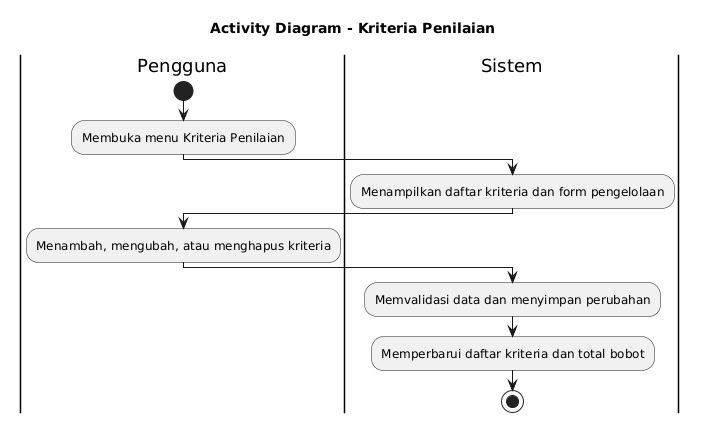 Activity Diagram - Kriteria Penilaian
Pengguna
Sistem
Membuka menu Kriteria Penilaian
Menampilkan daftar kriteria dan form pengelolaan
Menambah, mengubah, atau menghapus kriteria
Memvalidasi data dan menyimpan perubahan
Memperbarui daftar kriteria dan total bobot